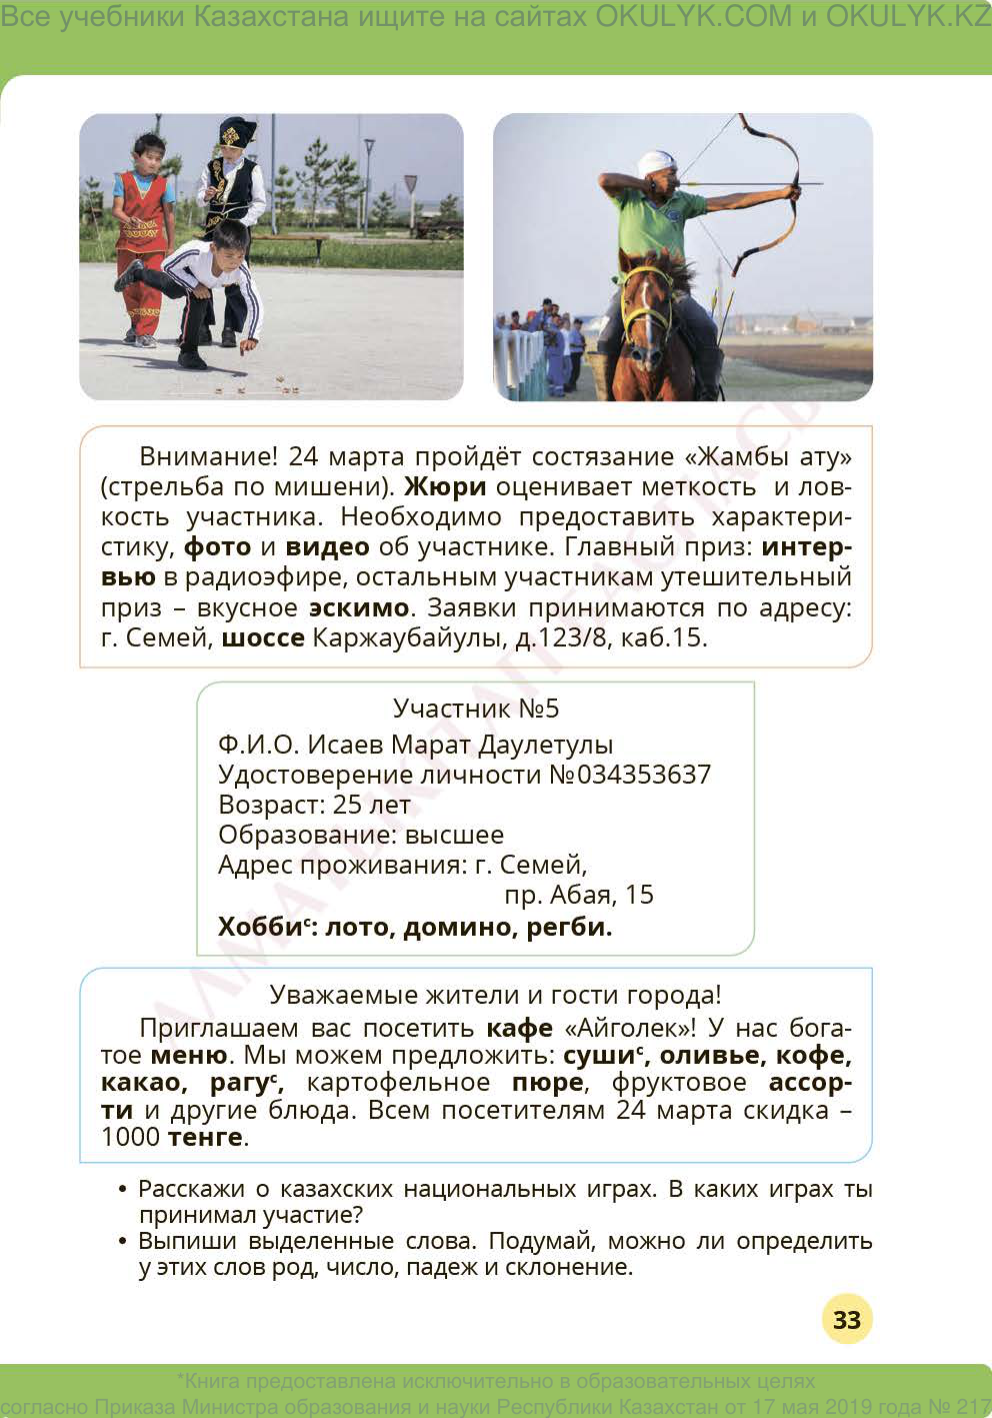 Все учебники Казахстана ищите на сайтах OKULYK.COM и OKULYK.KZ
Внимание! 24 марта пройдёт состязание «Жамбы ату»
(стрельба по мишени). Жюри оценивает меткость и лов-
кость участника. Необходимо предоставить характери-
стику, фото и видео об участнике. Главный приз: интер-
вью в радиоэфире, остальным участникам утешительный
приз – вкусное эскимо. Заявки принимаются по адресу:
г. Семей, шоссе Каржаубайулы, д.123/8, каб.15.
Участник №5
Ф.И.О. Исаев Марат Даулетулы
Удостоверение личности №034353637
Возраст: 25 лет
Образование: высшее
Адрес проживания: г. Семей,
пр. Абая, 15
Хоббиᶜ: лото, домино, регби.
Уважаемые жители и гости города!
Приглашаем вас посетить кафе «Айголек»! У нас бога-
тое меню. Мы можем предложить: сушиᶜ, оливье, кофе,
какао, рагуᶜ, картофельное пюре, фруктовое ассор-
ти и другие блюда. Всем посетителям 24 марта скидка –
1000 тенге.
• Расскажи о казахских национальных играх. В каких играх ты
принимал участие?
• Выпиши выделенные слова. Подумай, можно ли определить
у этих слов род, число, падеж и склонение.
33
*Книга предоставлена исключительно в образовательных целях
согласно Приказа Министра образования и науки Республики Казахстан от 17 мая 2019 года № 217
АЛМАТЫКІТАП БАСПАСЫ